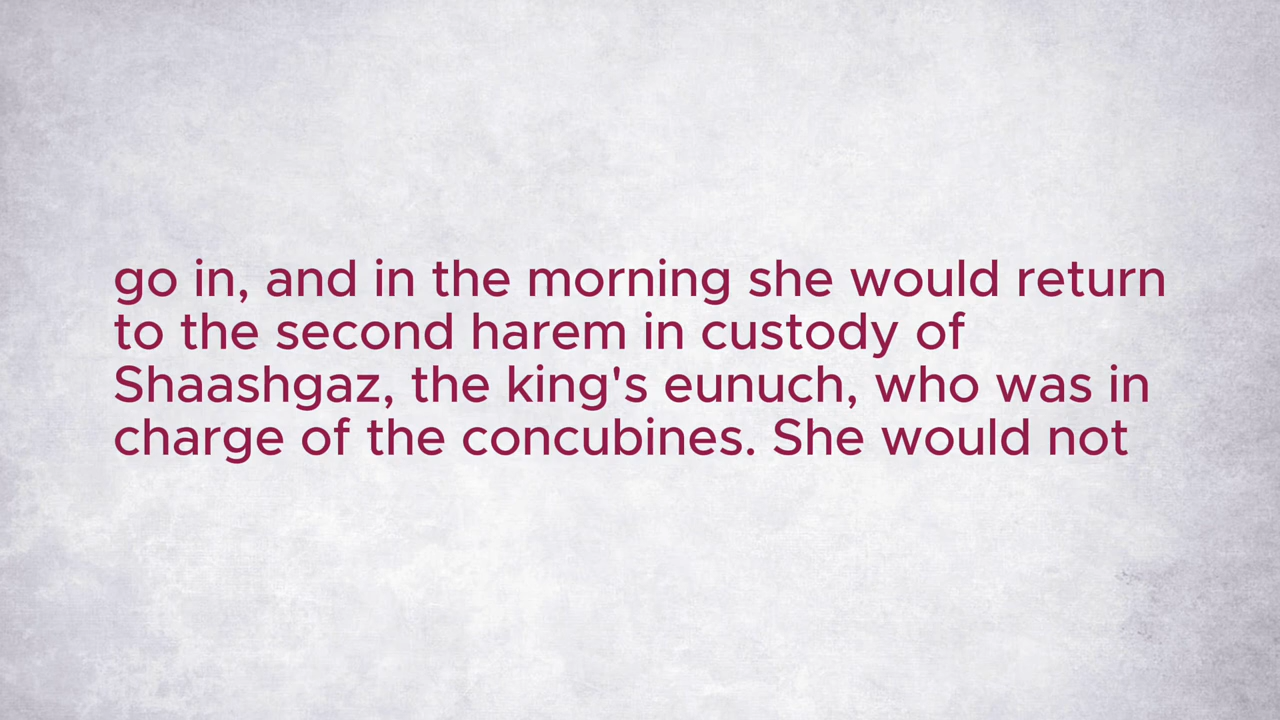 go in, and in the morning she would return
to the second harem in custody of
Shaashgaz, the king's eunuch, who was in
charge of the concubines. She would not